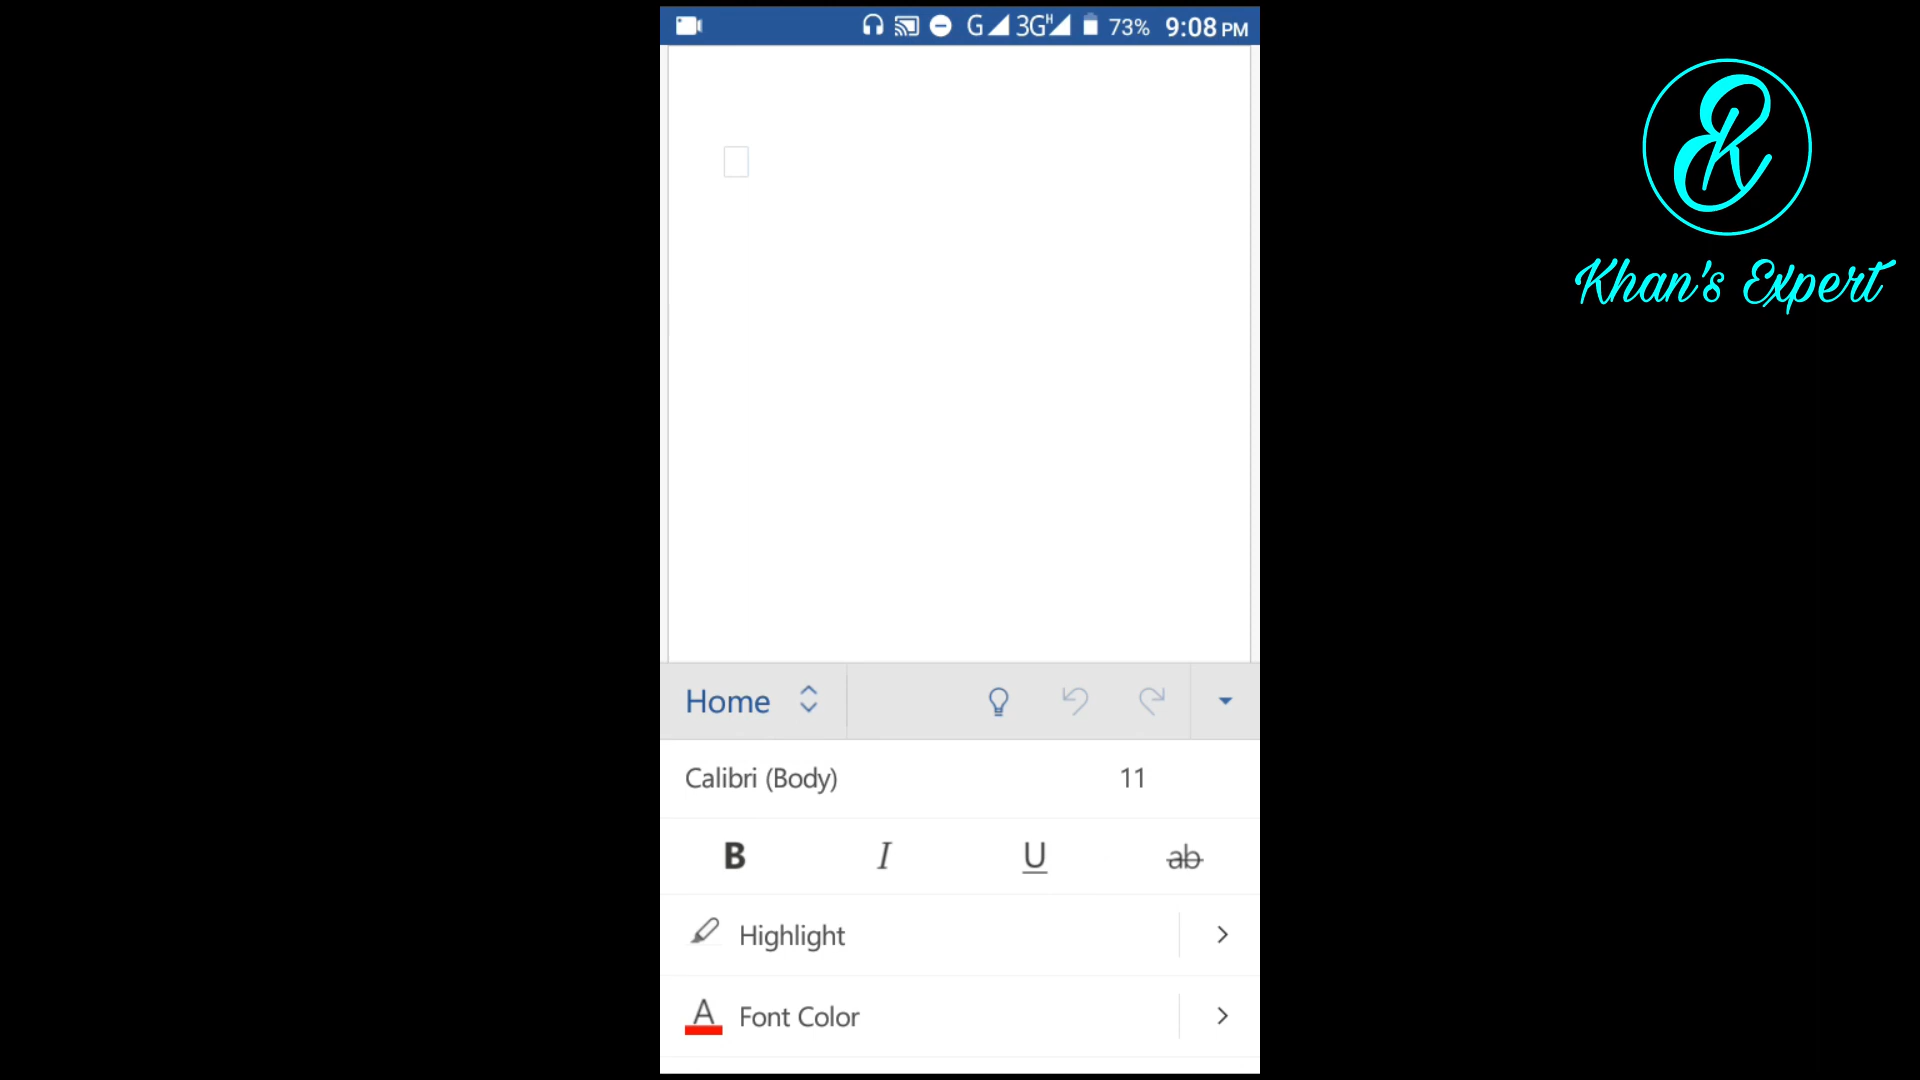 G 3G H 73% 9:08 PM
Khan's Expert
Home
Calibri (Body) 11
B I U ab
Highlight
A Font Color